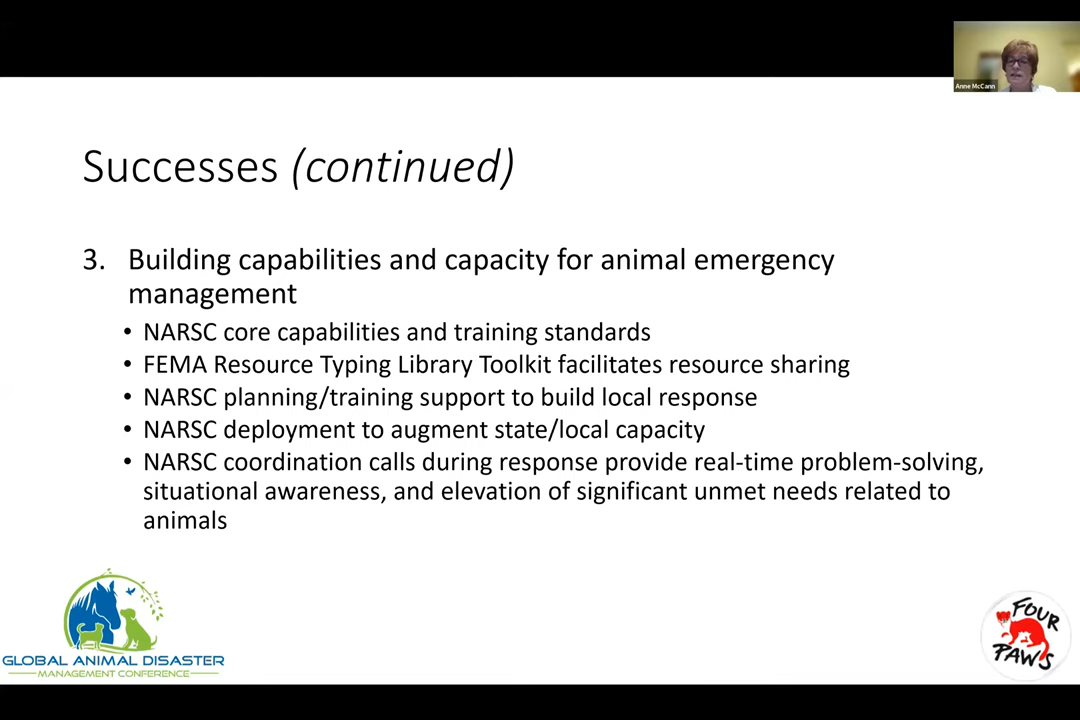 Anne McCann
Successes (continued)
3. Building capabilities and capacity for animal emergency
management
• NARSC core capabilities and training standards
• FEMA Resource Typing Library Toolkit facilitates resource sharing
• NARSC planning/training support to build local response
• NARSC deployment to augment state/local capacity
• NARSC coordination calls during response provide real-time problem-solving,
situational awareness, and elevation of significant unmet needs related to
animals
GLOBAL ANIMAL DISASTER
MANAGEMENT CONFERENCE
FOUR
PAWS